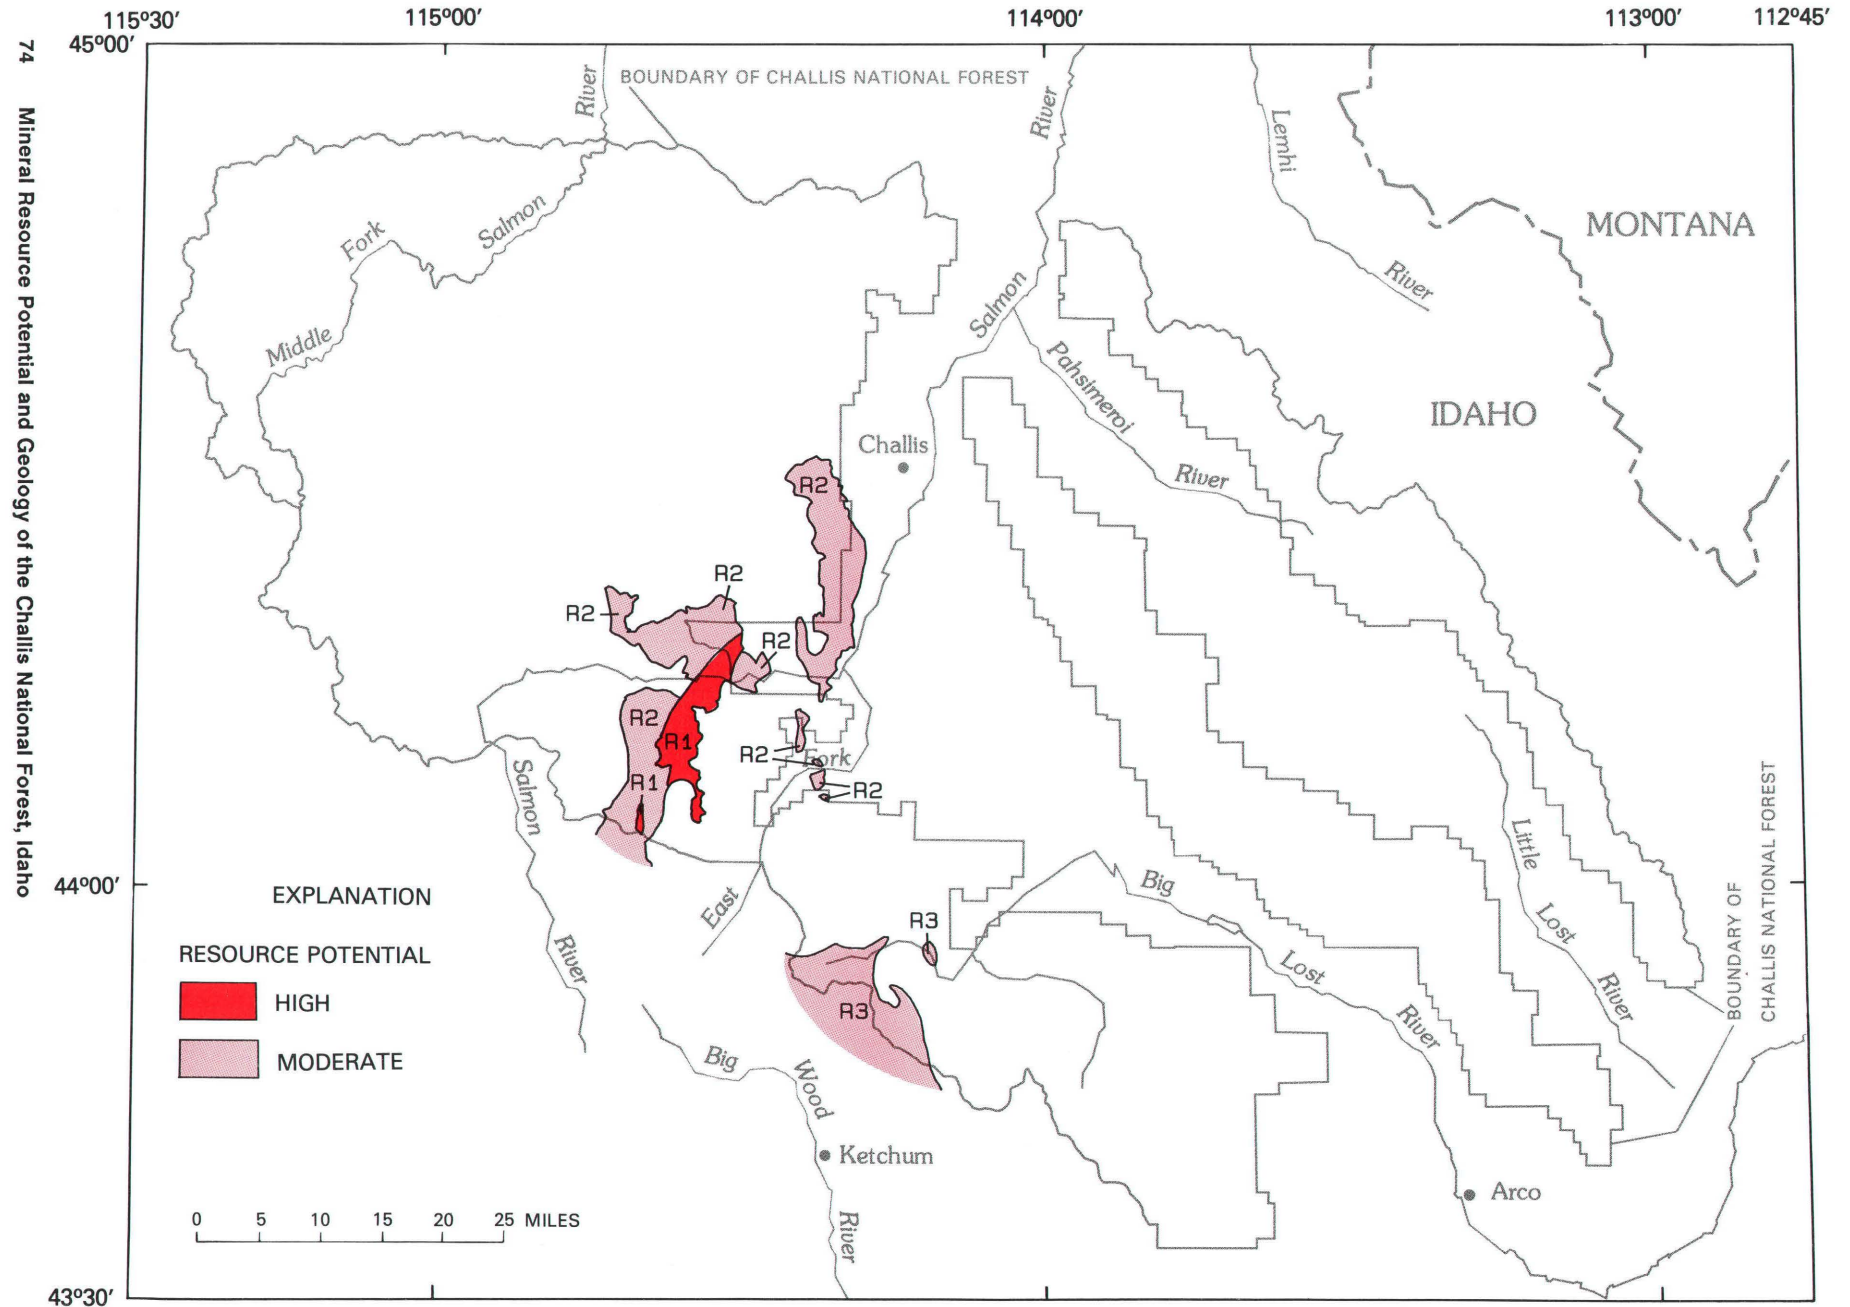 115°30′
115°00′
114°00′
113°00′
112°45′
45°00′
74 Mineral Resource Potential and Geology of the Challis National Forest, Idaho
BOUNDARY OF CHALLIS NATIONAL FOREST
River
River
Lemhi
River
MONTANA
IDAHO
Middle
Fork
Salmon
Salmon
Pahsimeroi
River
Challis
R2
R2
R2
R2
R2
R1
R1
R2
Fork
R2
Salmon
River
East
44°00′
EXPLANATION
RESOURCE POTENTIAL
HIGH
MODERATE
R3
R3
Big
Lost
River
Little
Lost
River
BOUNDARY OF
CHALLIS NATIONAL FOREST
Big
Wood
River
Ketchum
Arco
0 5 10 15 20 25 MILES
43°30′